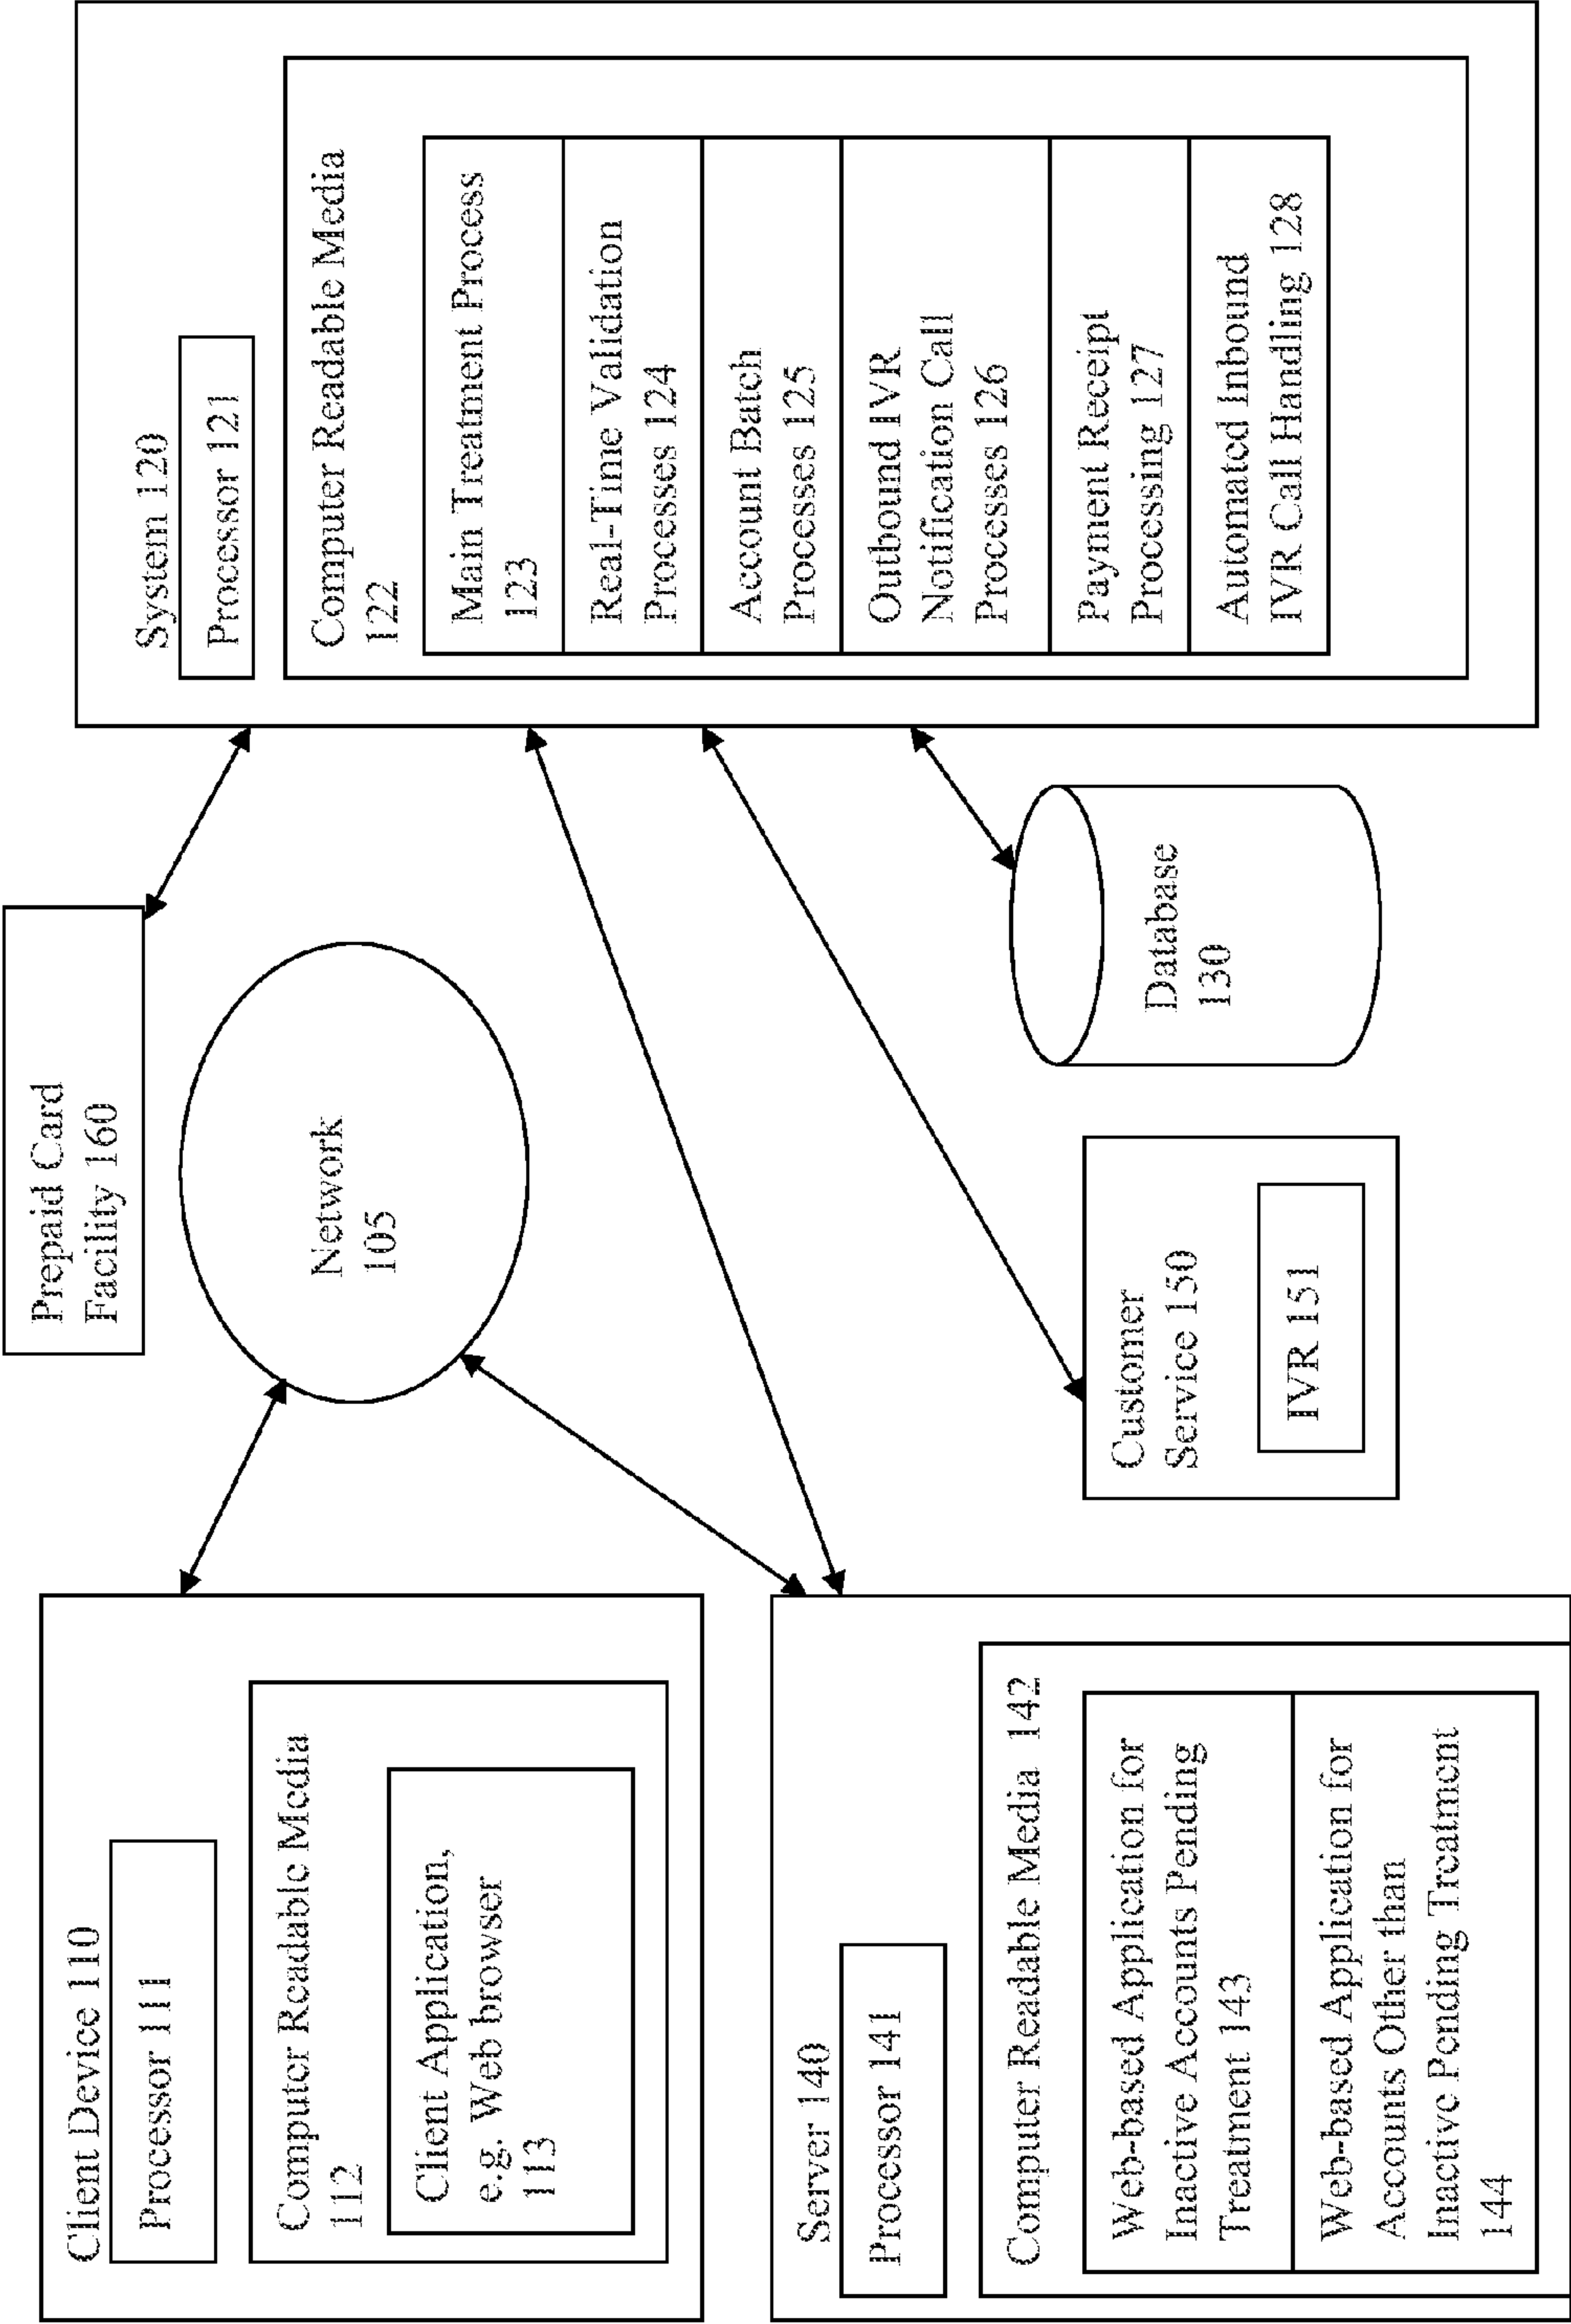 Client Device 110
Processor 111
Computer Readable Media
112
Client Application,
e.g. Web browser
113
Prepaid Card
Facility 160
Network
105
System 120
Processor 121
Computer Readable Media
122
Main Treatment Process
123
Real-Time Validation
Processes 124
Account Batch
Processes 125
Outbound IVR
Notification Call
Processes 126
Payment Receipt
Processing 127
Automated Inbound
IVR Call Handling 128
Server 140
Processor 141
Computer Readable Media 142
Web-based Application for
Inactive Accounts Pending
Treatment 143
Web-based Application for
Accounts Other than
Inactive Pending Treatment
144
Customer
Service 150
IVR 151
Database
130